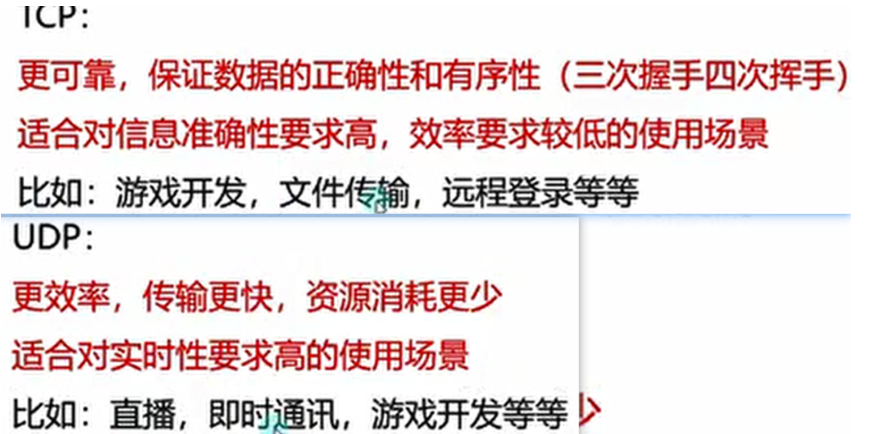 TCP：
更可靠，保证数据的正确性和有序性（三次握手四次挥手）
适合对信息准确性要求高，效率要求较低的使用场景
比如：游戏开发，文件传输，远程登录等等
UDP：
更效率，传输更快，资源消耗更少
适合对实时性要求高的使用场景
比如：直播，即时通讯，游戏开发等等 少